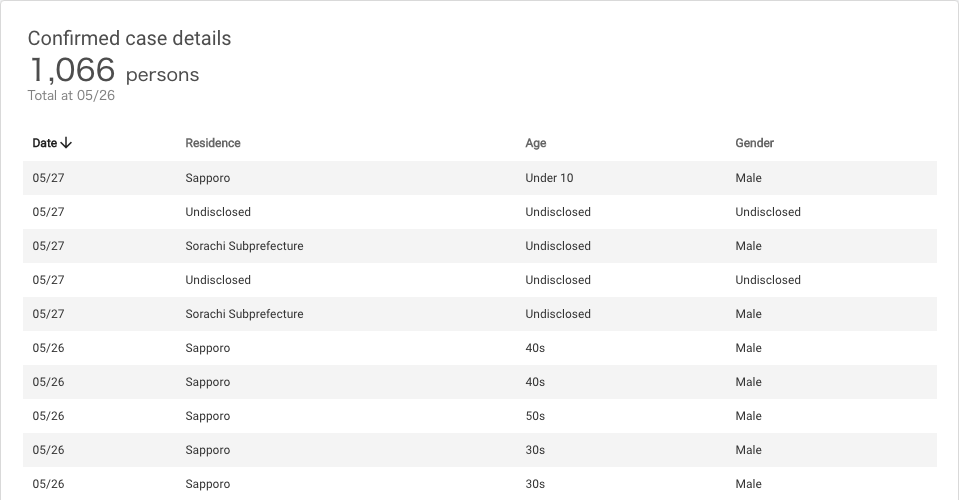 Confirmed case details
1,066 persons
Total at 05/26
Date ↓ Residence Age Gender
05/27 Sapporo Under 10 Male
05/27 Undisclosed Undisclosed Undisclosed
05/27 Sorachi Subprefecture Undisclosed Male
05/27 Undisclosed Undisclosed Undisclosed
05/27 Sorachi Subprefecture Undisclosed Male
05/26 Sapporo 40s Male
05/26 Sapporo 40s Male
05/26 Sapporo 50s Male
05/26 Sapporo 30s Male
05/26 Sapporo 30s Male